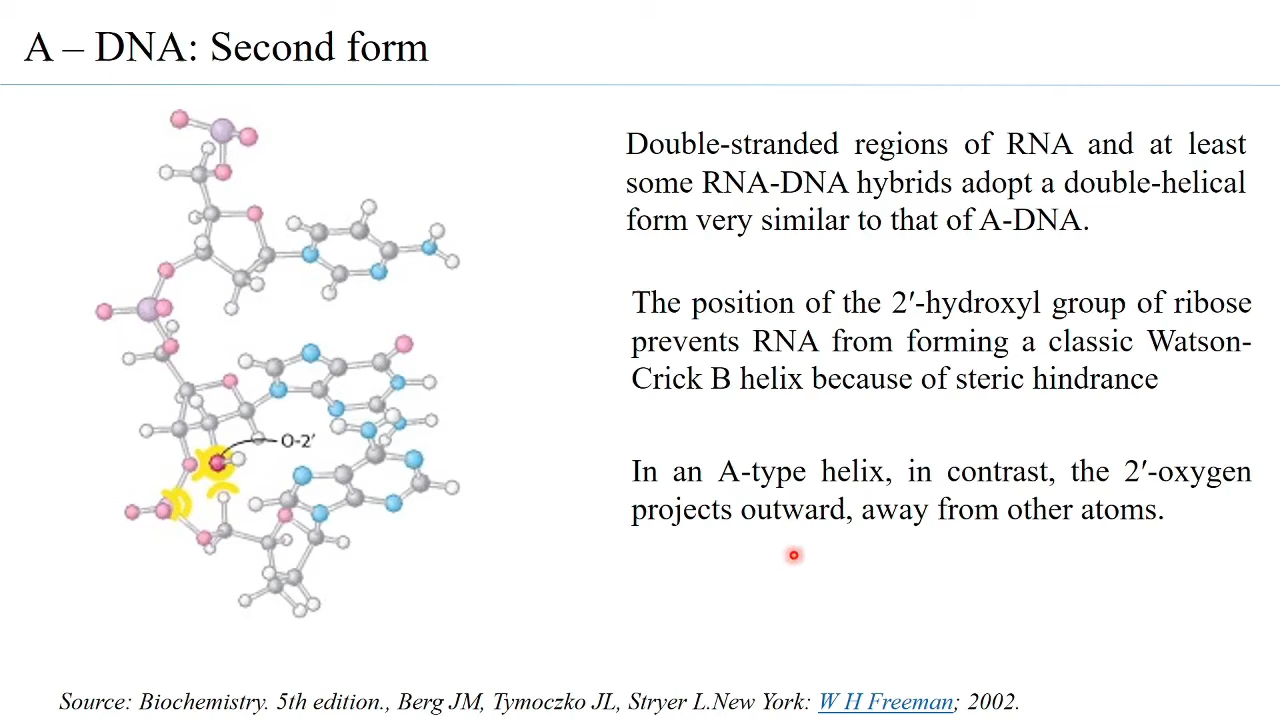 A – DNA: Second form
Double-stranded regions of RNA and at least
some RNA-DNA hybrids adopt a double-helical
form very similar to that of A-DNA.
The position of the 2′-hydroxyl group of ribose
prevents RNA from forming a classic Watson-
Crick B helix because of steric hindrance
O-2′
In an A-type helix, in contrast, the 2′-oxygen
projects outward, away from other atoms.
Source: Biochemistry. 5th edition., Berg JM, Tymoczko JL, Stryer L.New York: W H Freeman; 2002.